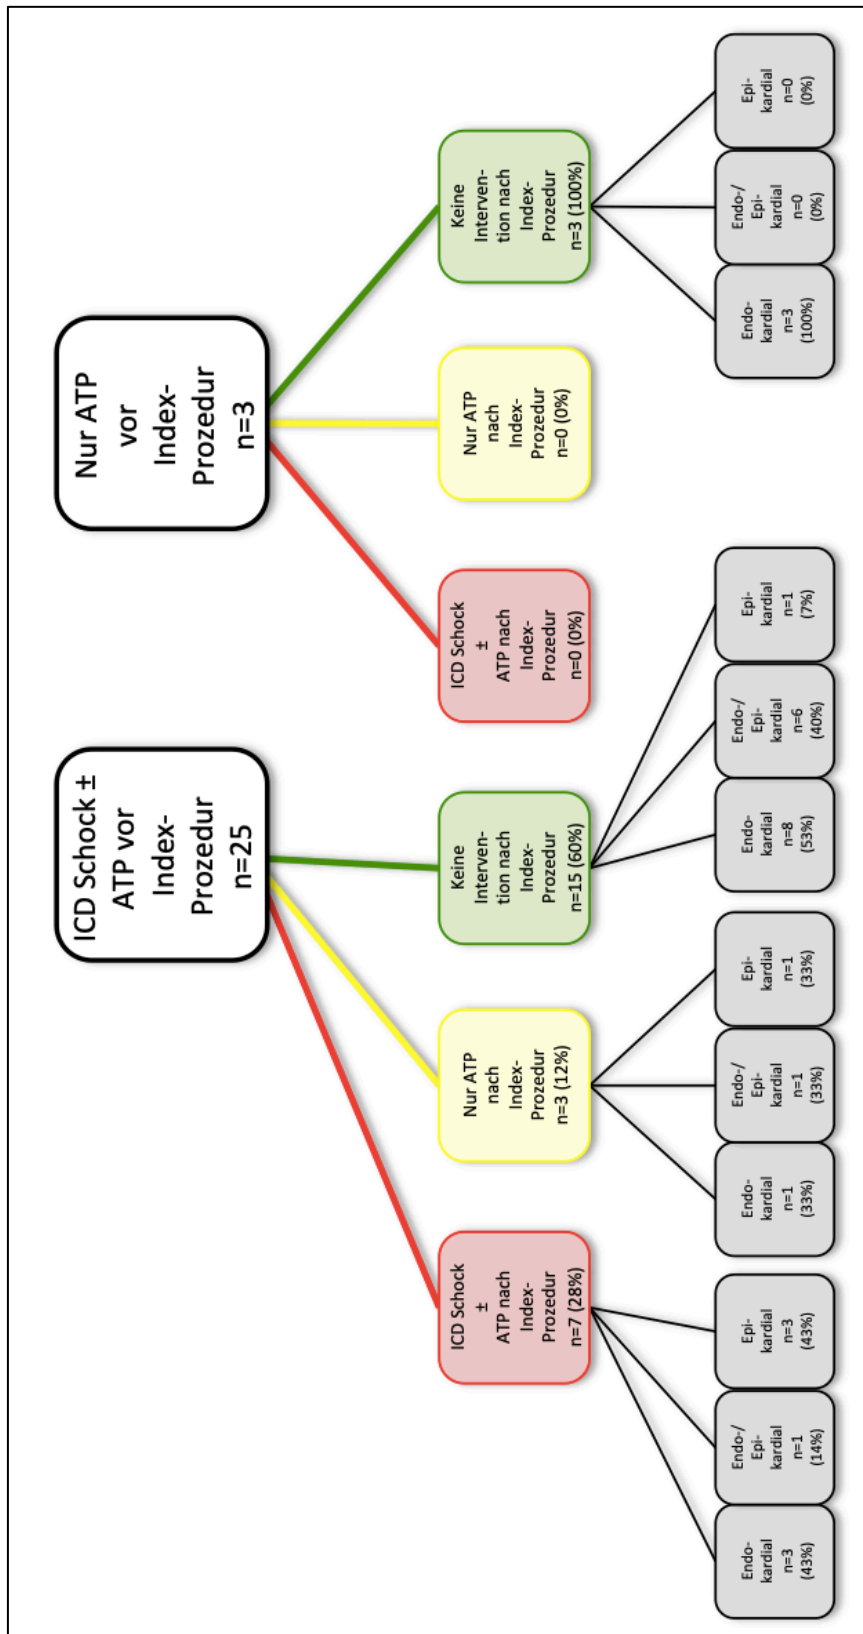 ICD Schock ±
ATP vor
Index-
Prozedur
n=25
Nur ATP
vor
Index-
Prozedur
n=3
ICD Schock
±
ATP nach
Index-
Prozedur
n=7 (28%)
Nur ATP
nach
Index-
Prozedur
n=3 (12%)
Keine
Interven-
tion nach
Index-
Prozedur
n=15 (60%)
ICD Schock
±
ATP nach
Index-
Prozedur
n=0 (0%)
Nur ATP
nach
Index-
Prozedur
n=0 (0%)
Keine
Interven-
tion nach
Index-
Prozedur
n=3 (100%)
Endo-
kardial
n=3
(43%)
Endo-/
Epi-
kardial
n=1
(14%)
Epi-
kardial
n=3
(43%)
Endo-
kardial
n=1
(33%)
Endo-/
Epi-
kardial
n=1
(33%)
Epi-
kardial
n=1
(33%)
Endo-
kardial
n=8
(53%)
Endo-/
Epi-
kardial
n=6
(40%)
Epi-
kardial
n=1
(7%)
Endo-
kardial
n=3
(100%)
Endo-/
Epi-
kardial
n=0
(0%)
Epi-
kardial
n=0
(0%)